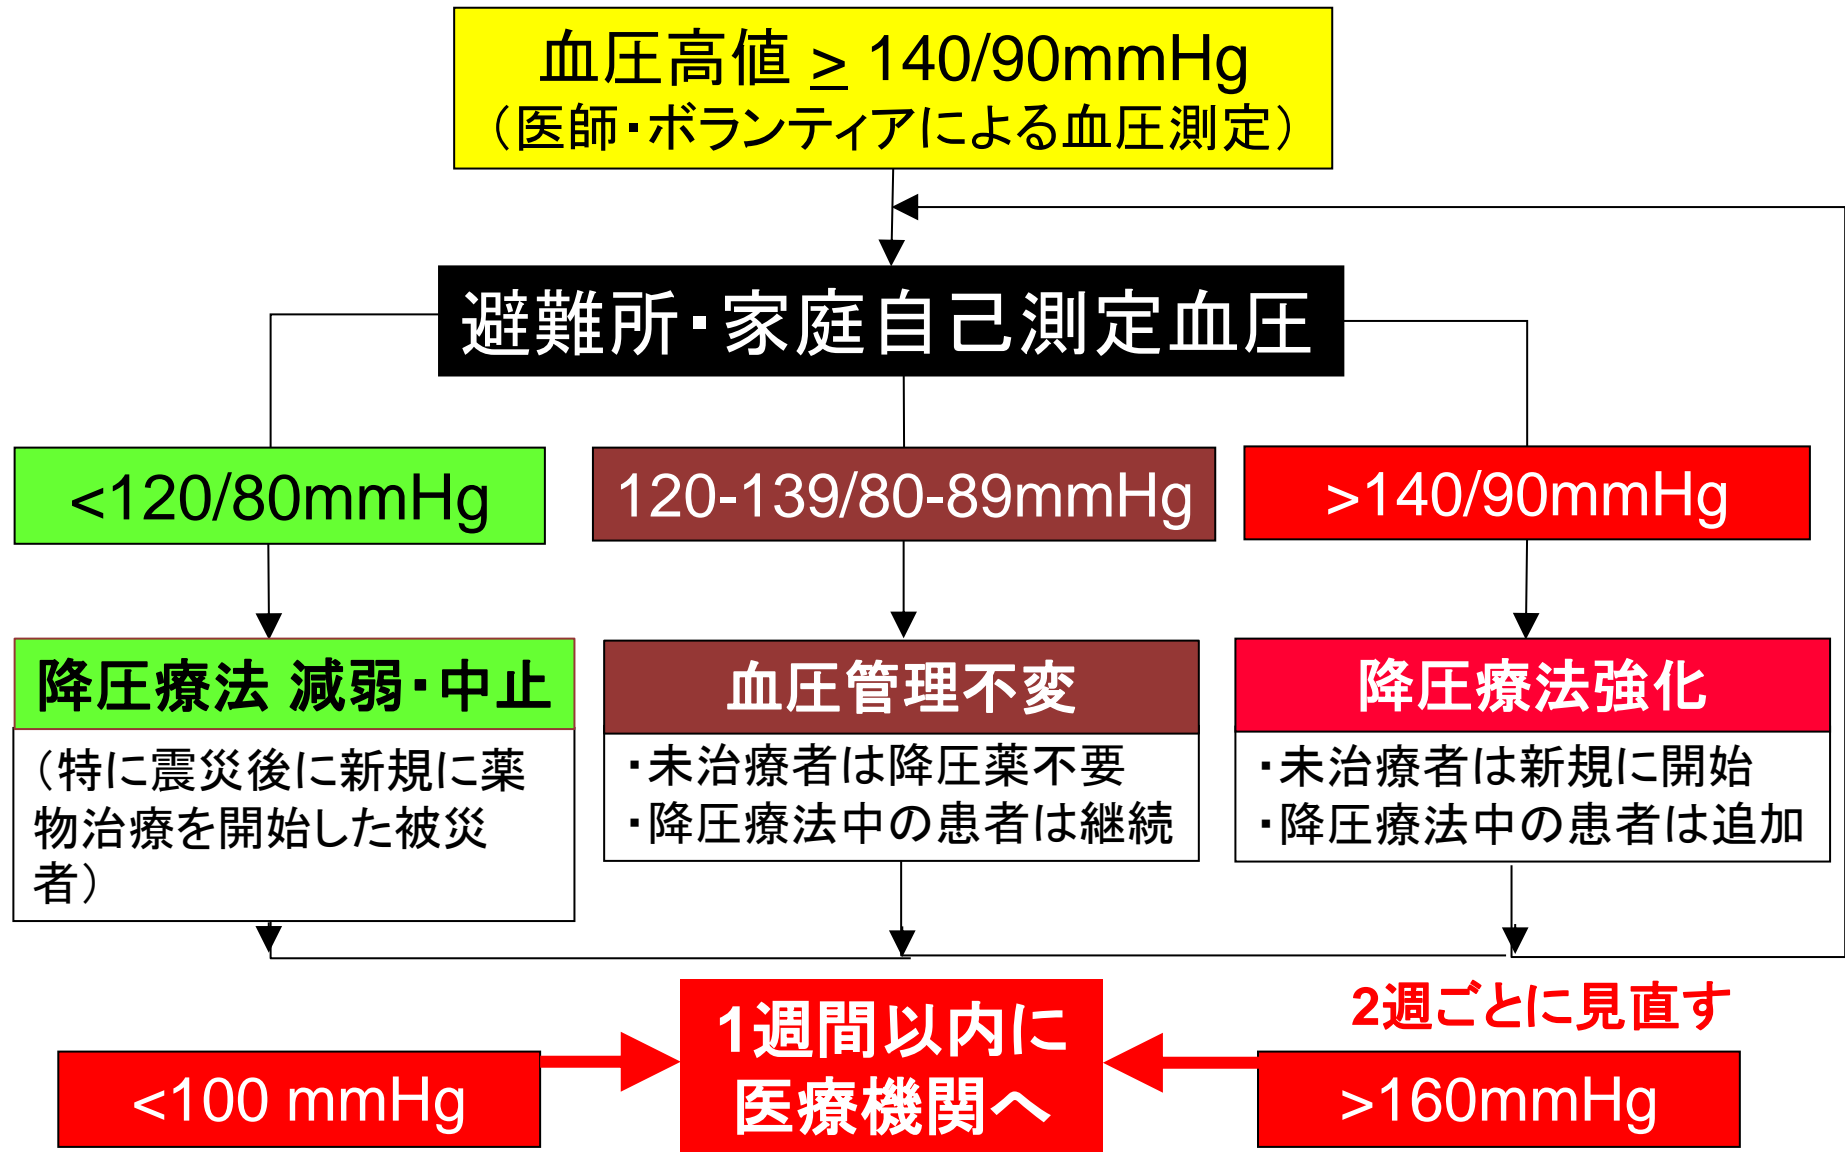 血圧高値 ≥ 140/90mmHg
（医師・ボランティアによる血圧測定）
避難所・家庭自己測定血圧
<120/80mmHg
120-139/80-89mmHg
>140/90mmHg
降圧療法 減弱・中止
（特に震災後に新規に薬
物治療を開始した被災
者）
血圧管理不変
・未治療者は降圧薬不要
・降圧療法中の患者は継続
降圧療法強化
・未治療者は新規に開始
・降圧療法中の患者は追加
2週ごとに見直す
<100 mmHg
1週間以内に
医療機関へ
>160mmHg